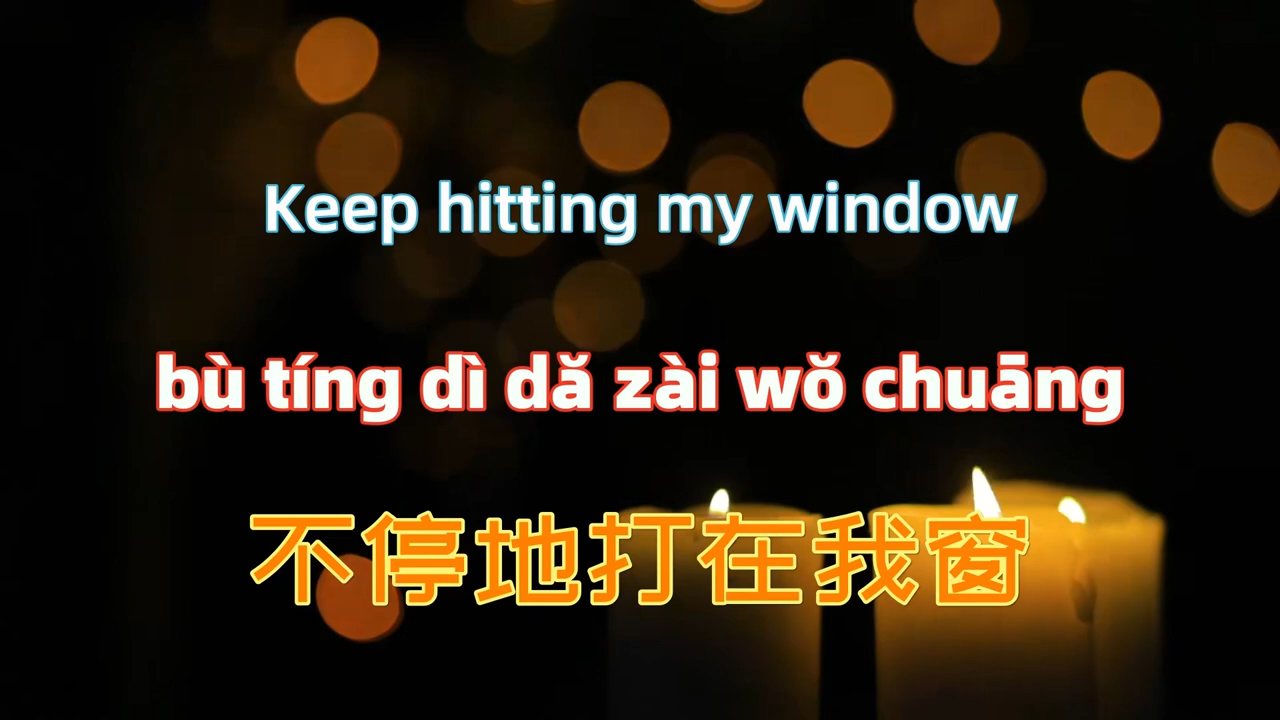 Keep hitting my window
bù tíng dì dǎ zài wǒ chuāng
不停地打在我窗